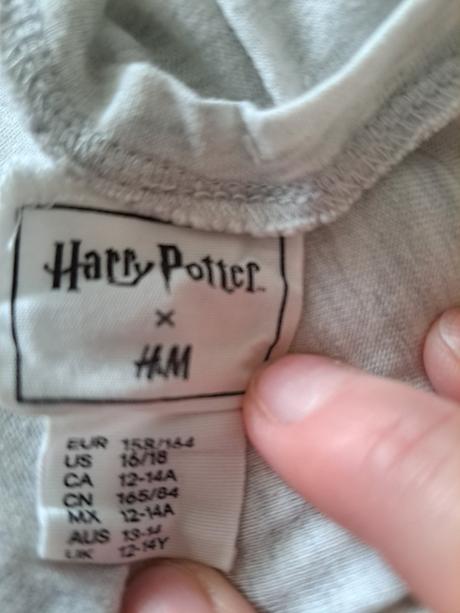 Harry Potter™
×
H&M
EUR 158/164
US 16/18
CA 12-14A
CN 165/84
MX 12-14A
AUS 13-14
UK 12-14Y